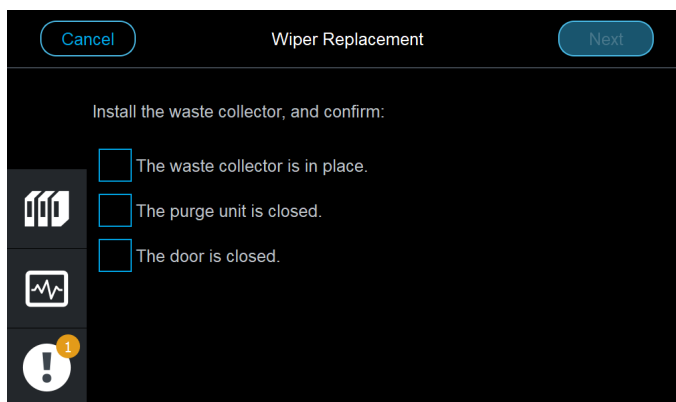 Cancel
Wiper Replacement
Next
Install the waste collector, and confirm:
The waste collector is in place.
The purge unit is closed.
The door is closed.
1